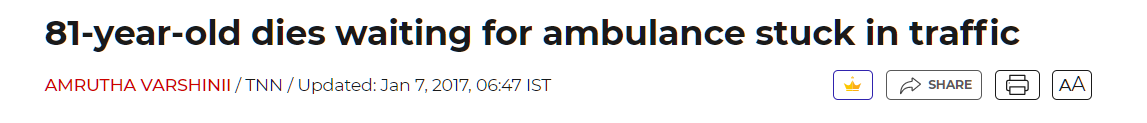 81-year-old dies waiting for ambulance stuck in traffic
AMRUTHA VARSHINII / TNN / Updated: Jan 7, 2017, 06:47 IST SHARE AA